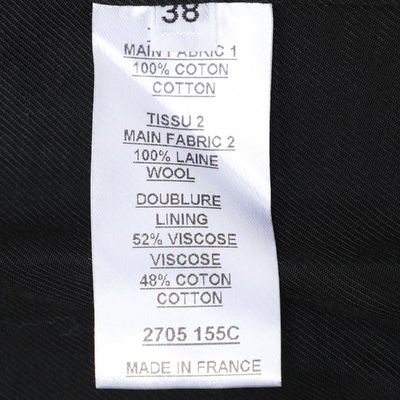 38
MAIN FABRIC 1
100% COTON
COTTON
TISSU 2
MAIN FABRIC 2
100% LAINE
WOOL
DOUBLURE
LINING
52% VISCOSE
VISCOSE
48% COTON
COTTON
2705 155C
MADE IN FRANCE